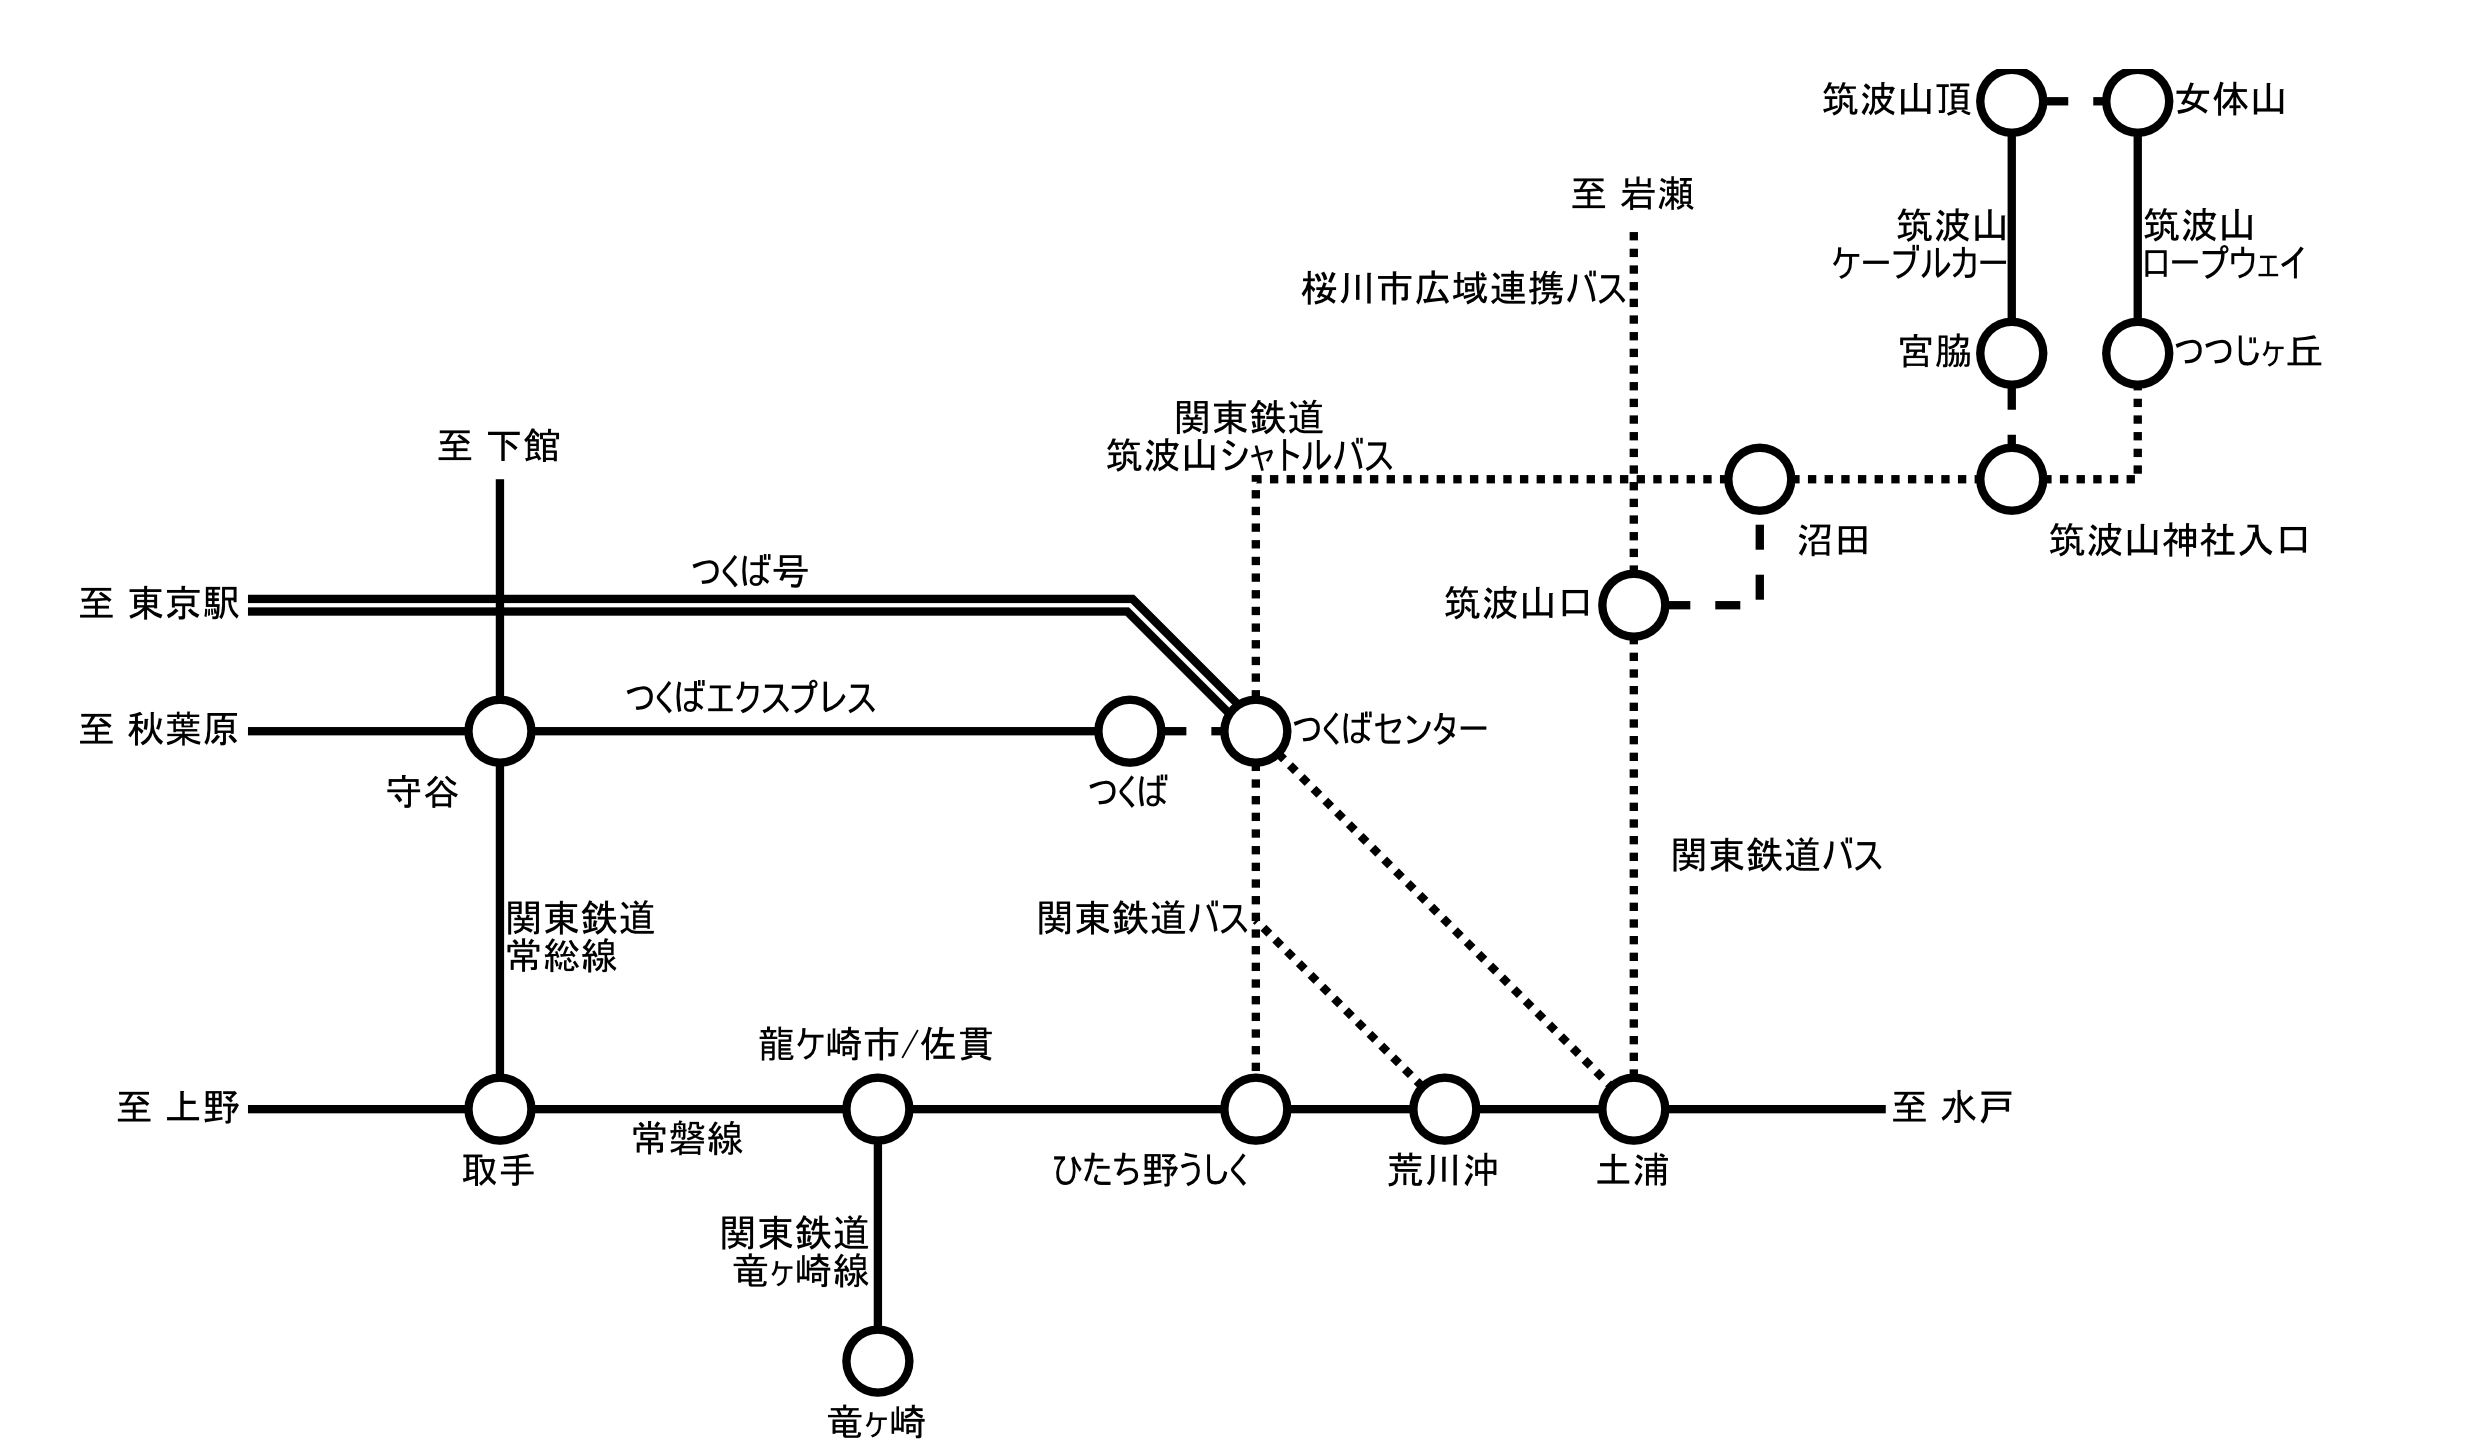 筑波山頂
女体山
至 岩瀬
筑波山
ケーブルカー
筑波山
ロープウェイ
桜川市広域連携バス
宮脇
つつじヶ丘
関東鉄道
筑波山シャトルバス
至 下館
沼田
筑波山神社入口
つくば号
至 東京駅
筑波山口
つくばエクスプレス
至 秋葉原
つくばセンター
守谷
つくば
関東鉄道バス
関東鉄道
常総線
関東鉄道バス
龍ケ崎市/佐貫
至 上野
至 水戸
常磐線
取手
ひたち野うしく
荒川沖
土浦
関東鉄道
竜ヶ崎線
竜ヶ崎